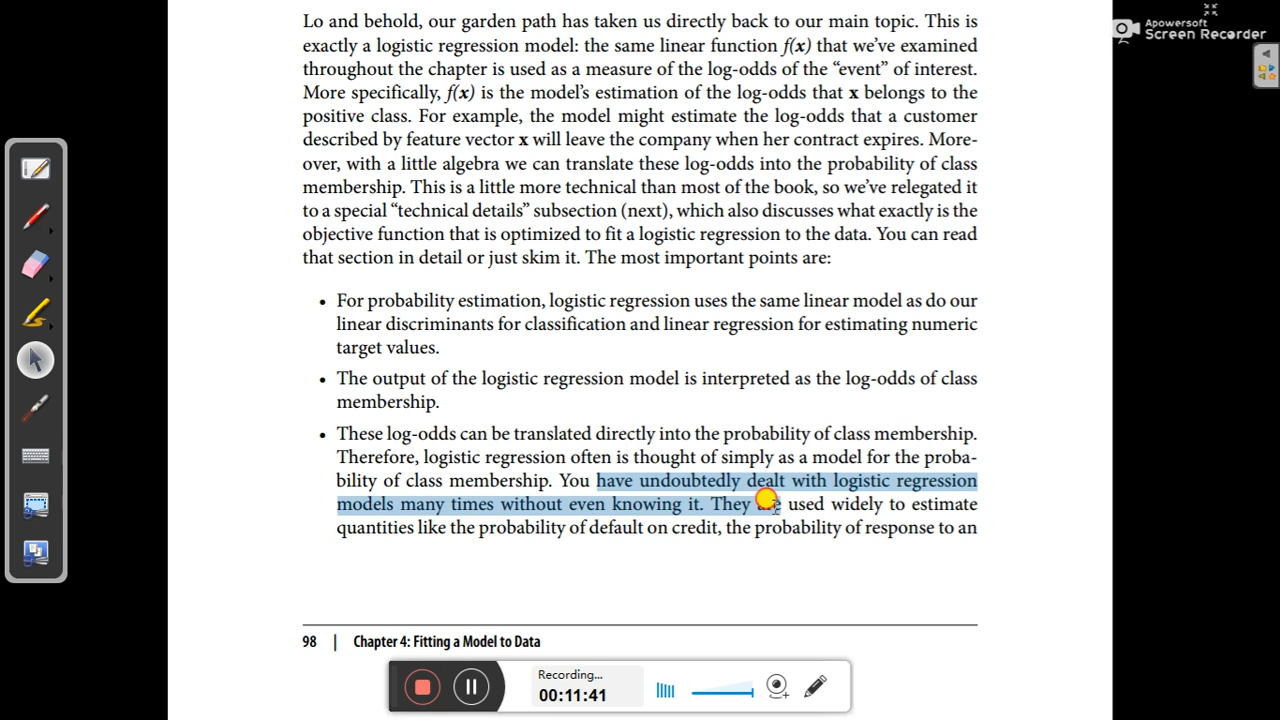 Lo and behold, our garden path has taken us directly back to our main topic. This is
exactly a logistic regression model: the same linear function f(x) that we’ve examined
throughout the chapter is used as a measure of the log-odds of the “event” of interest.
More specifically, f(x) is the model’s estimation of the log-odds that x belongs to the
positive class. For example, the model might estimate the log-odds that a customer
described by feature vector x will leave the company when her contract expires. More-
over, with a little algebra we can translate these log-odds into the probability of class
membership. This is a little more technical than most of the book, so we’ve relegated it
to a special “technical details” subsection (next), which also discusses what exactly is the
objective function that is optimized to fit a logistic regression to the data. You can read
that section in detail or just skim it. The most important points are:
• For probability estimation, logistic regression uses the same linear model as do our
linear discriminants for classification and linear regression for estimating numeric
target values.
• The output of the logistic regression model is interpreted as the log-odds of class
membership.
• These log-odds can be translated directly into the probability of class membership.
Therefore, logistic regression often is thought of simply as a model for the proba-
bility of class membership. You have undoubtedly dealt with logistic regression
models many times without even knowing it. They are used widely to estimate
quantities like the probability of default on credit, the probability of response to an
98 | Chapter 4: Fitting a Model to Data
Apowersoft
Screen Recorder
Recording...
00:11:41